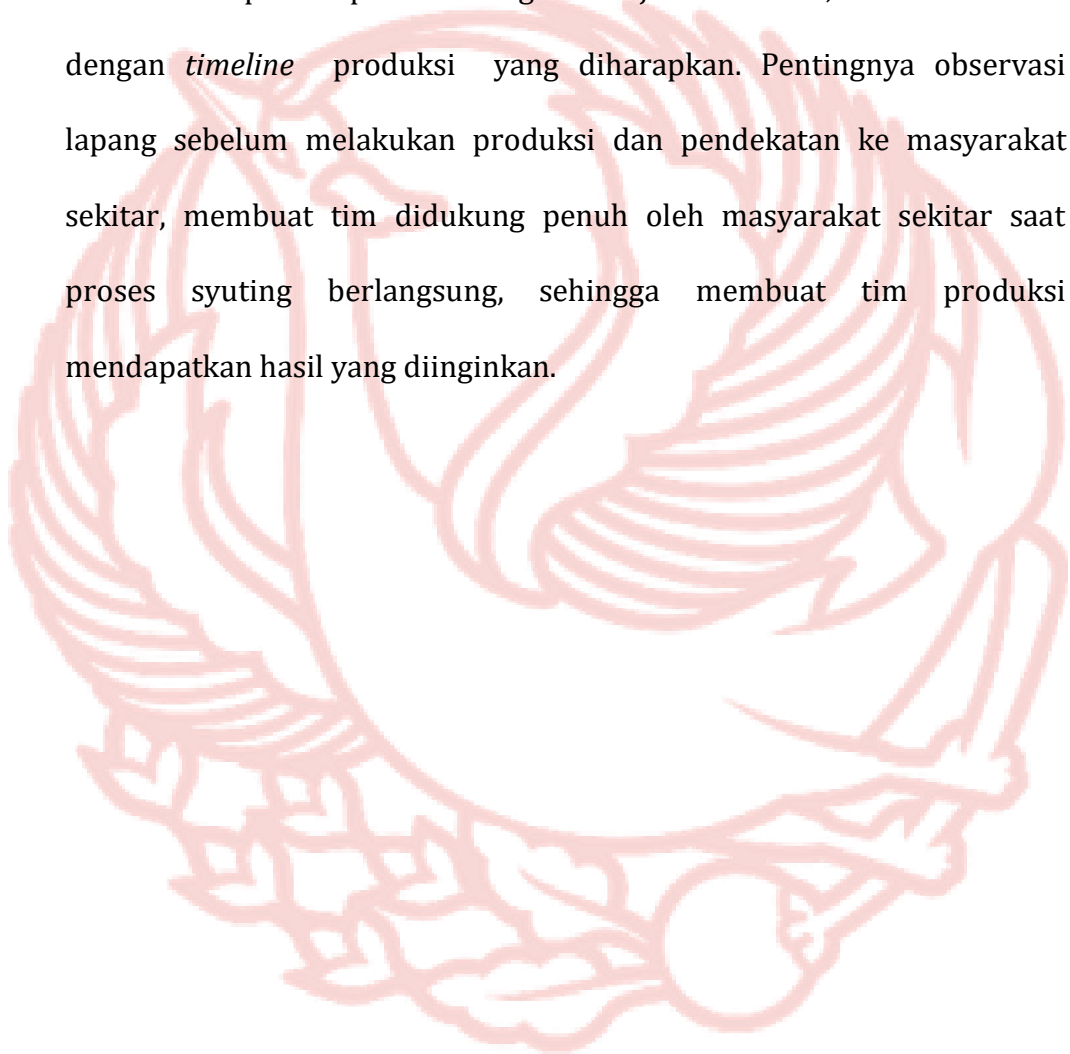 dengan timeline produksi yang diharapkan. Pentingnya observasi
lapang sebelum melakukan produksi dan pendekatan ke masyarakat
sekitar, membuat tim didukung penuh oleh masyarakat sekitar saat
proses syuting berlangsung, sehingga membuat tim produksi
mendapatkan hasil yang diinginkan.